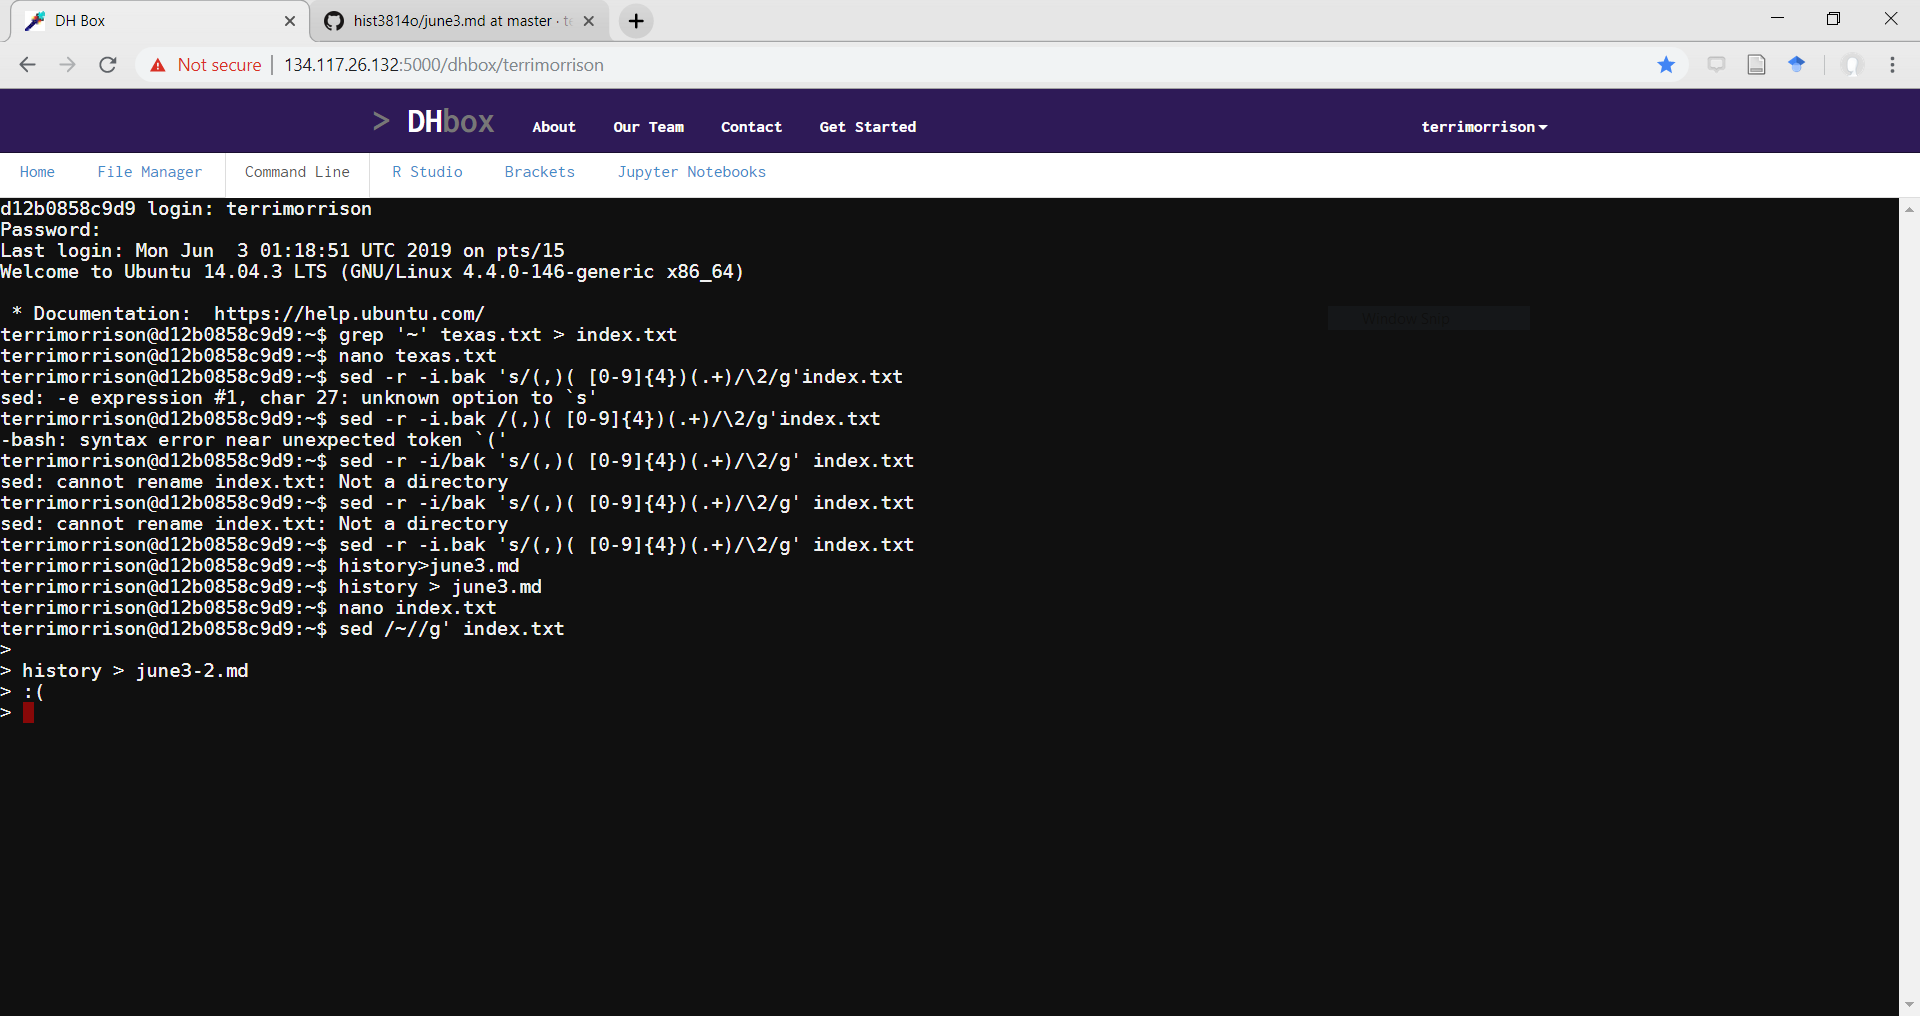 DH Box
hist3814o/june3.md at master · te
Not secure | 134.117.26.132:5000/dhbox/terrimorrison
> DHbox About Our Team Contact Get Started terrimorrison
Home File Manager Command Line R Studio Brackets Jupyter Notebooks
d12b0858c9d9 login: terrimorrison
Password:
Last login: Mon Jun  3 01:18:51 UTC 2019 on pts/15
Welcome to Ubuntu 14.04.3 LTS (GNU/Linux 4.4.0-146-generic x86_64)
 * Documentation:  https://help.ubuntu.com/
Window Snip
terrimorrison@d12b0858c9d9:~$ grep '~' texas.txt > index.txt
terrimorrison@d12b0858c9d9:~$ nano texas.txt
terrimorrison@d12b0858c9d9:~$ sed -r -i.bak 's/(,)( [0-9]{4})(.+)/\2/g'index.txt
sed: -e expression #1, char 27: unknown option to `s'
terrimorrison@d12b0858c9d9:~$ sed -r -i.bak /(,)( [0-9]{4})(.+)/\2/g'index.txt
-bash: syntax error near unexpected token `('
terrimorrison@d12b0858c9d9:~$ sed -r -i/bak 's/(,)( [0-9]{4})(.+)/\2/g' index.txt
sed: cannot rename index.txt: Not a directory
terrimorrison@d12b0858c9d9:~$ sed -r -i/bak 's/(,)( [0-9]{4})(.+)/\2/g' index.txt
sed: cannot rename index.txt: Not a directory
terrimorrison@d12b0858c9d9:~$ sed -r -i.bak 's/(,)( [0-9]{4})(.+)/\2/g' index.txt
terrimorrison@d12b0858c9d9:~$ history>june3.md
terrimorrison@d12b0858c9d9:~$ history > june3.md
terrimorrison@d12b0858c9d9:~$ nano index.txt
terrimorrison@d12b0858c9d9:~$ sed /~//g' index.txt
>
> history > june3-2.md
> :(
>